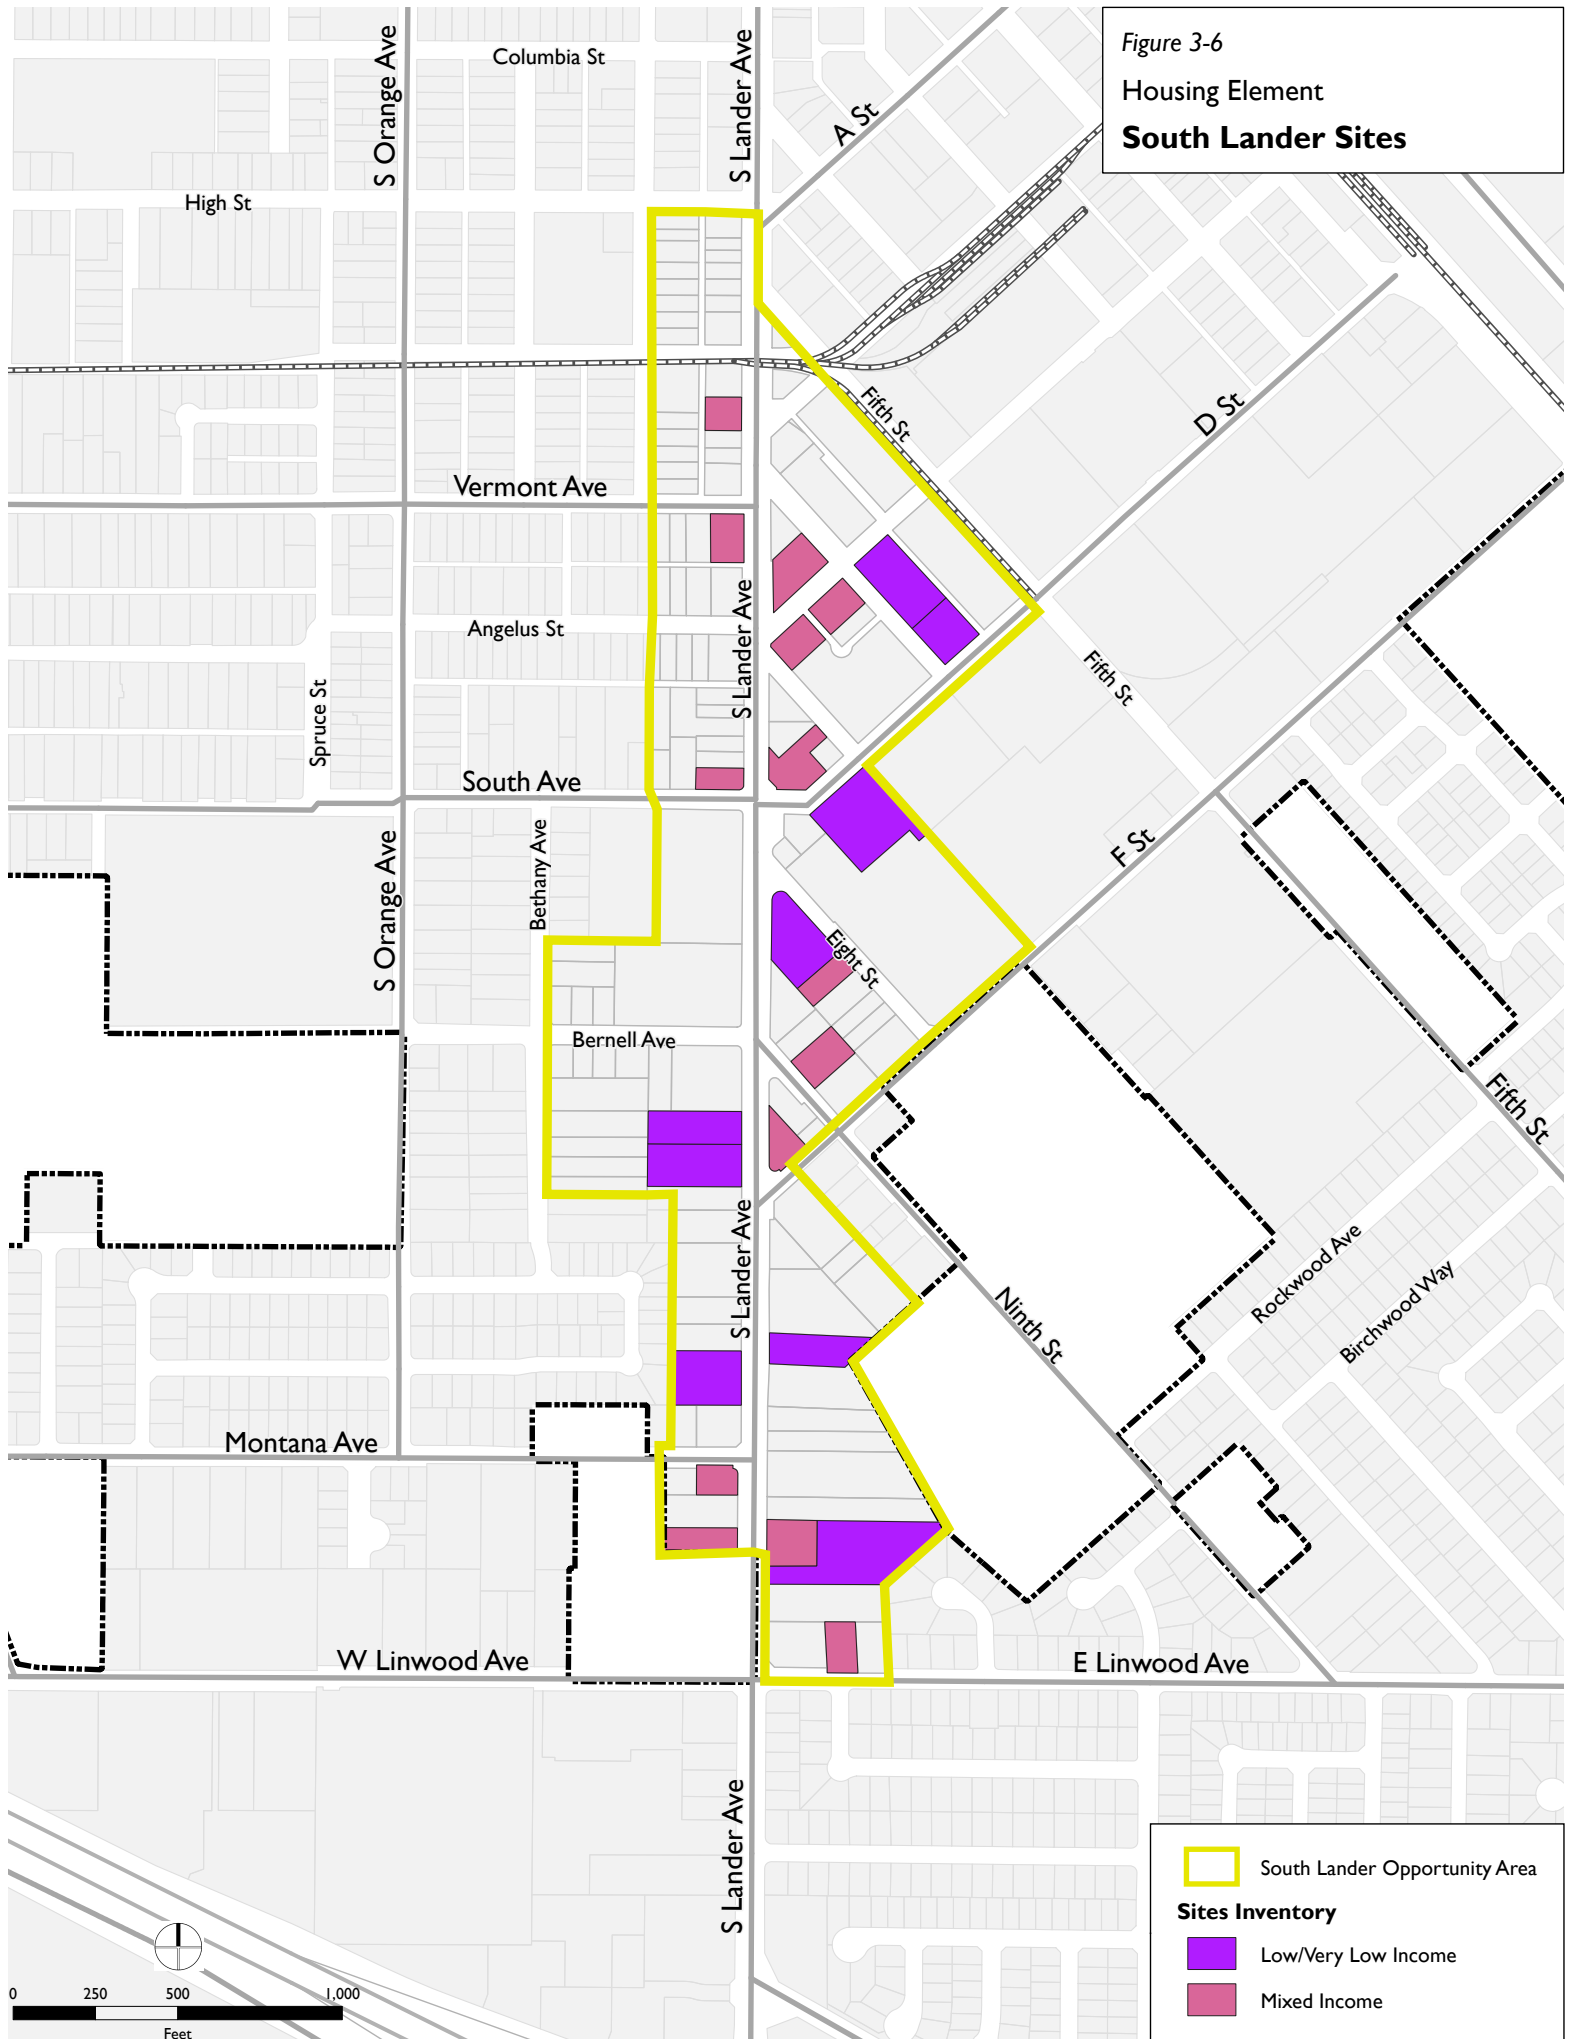 Figure 3-6
Housing Element
South Lander Sites
Columbia St
S Orange Ave
S Lander Ave
A St
High St
Fifth St
D St
Vermont Ave
Angelus St
S Lander Ave
Spruce St
Fifth St
South Ave
F St
Bethany Ave
S Orange Ave
Eight St
Bernell Ave
Fifth St
S Lander Ave
Ninth St
Rockwood Ave
Birchwood Way
Montana Ave
W Linwood Ave
E Linwood Ave
S Lander Ave
South Lander Opportunity Area
Sites Inventory
Low/Very Low Income
Mixed Income
0 250 500 1,000
Feet